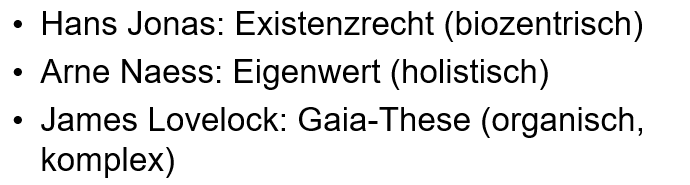 • Hans Jonas: Existenzrecht (biozentrisch)
• Arne Naess: Eigenwert (holistisch)
• James Lovelock: Gaia-These (organisch,
komplex)